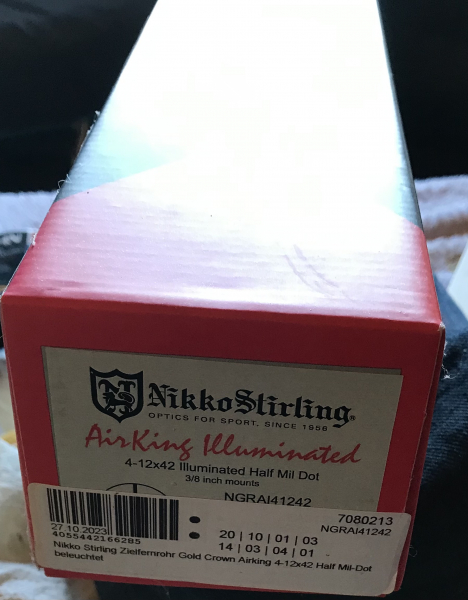 NikkoStirling®
OPTICS FOR SPORT, SINCE 1956
AirKing Illuminated
4-12x42 Illuminated Half Mil Dot
3/8 inch mounts
NGRAI41242
7080213
NGRAI41242
27.10.2023
20 | 10 | 01 | 03
4055442166285
14 | 03 | 04 | 01
Nikko Stirling Zielfernrohr Gold Crown Airking 4-12x42 Half Mil-Dot
beleuchtet